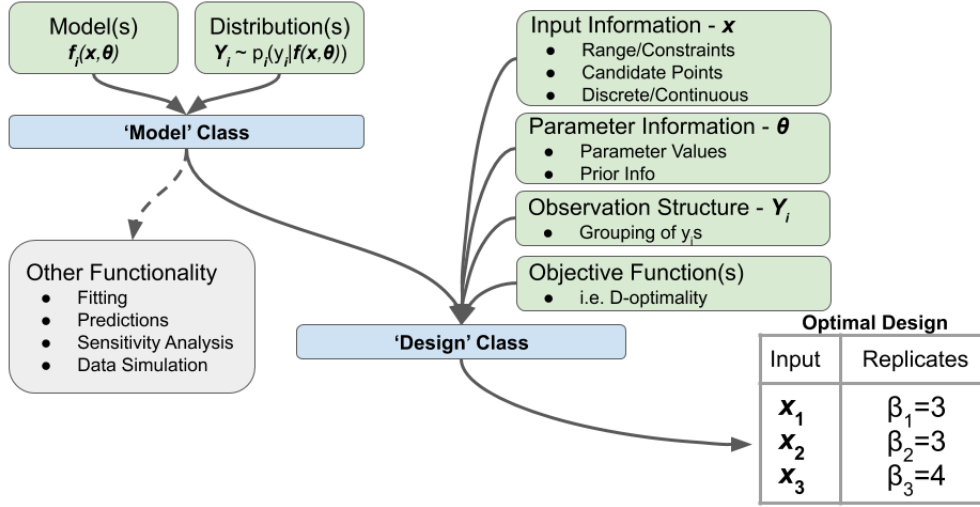 Model(s)
fᵢ(x,θ)
Distribution(s)
Yᵢ ~ pᵢ(yᵢ|f(x,θ))
‘Model’ Class
Other Functionality
● Fitting
● Predictions
● Sensitivity Analysis
● Data Simulation
Input Information - x
● Range/Constraints
● Candidate Points
● Discrete/Continuous
Parameter Information - θ
● Parameter Values
● Prior Info
Observation Structure - Yᵢ
● Grouping of yᵢs
Objective Function(s)
● i.e. D-optimality
‘Design’ Class
Optimal Design
Input Replicates
x₁ β₁=3
x₂ β₂=3
x₃ β₃=4